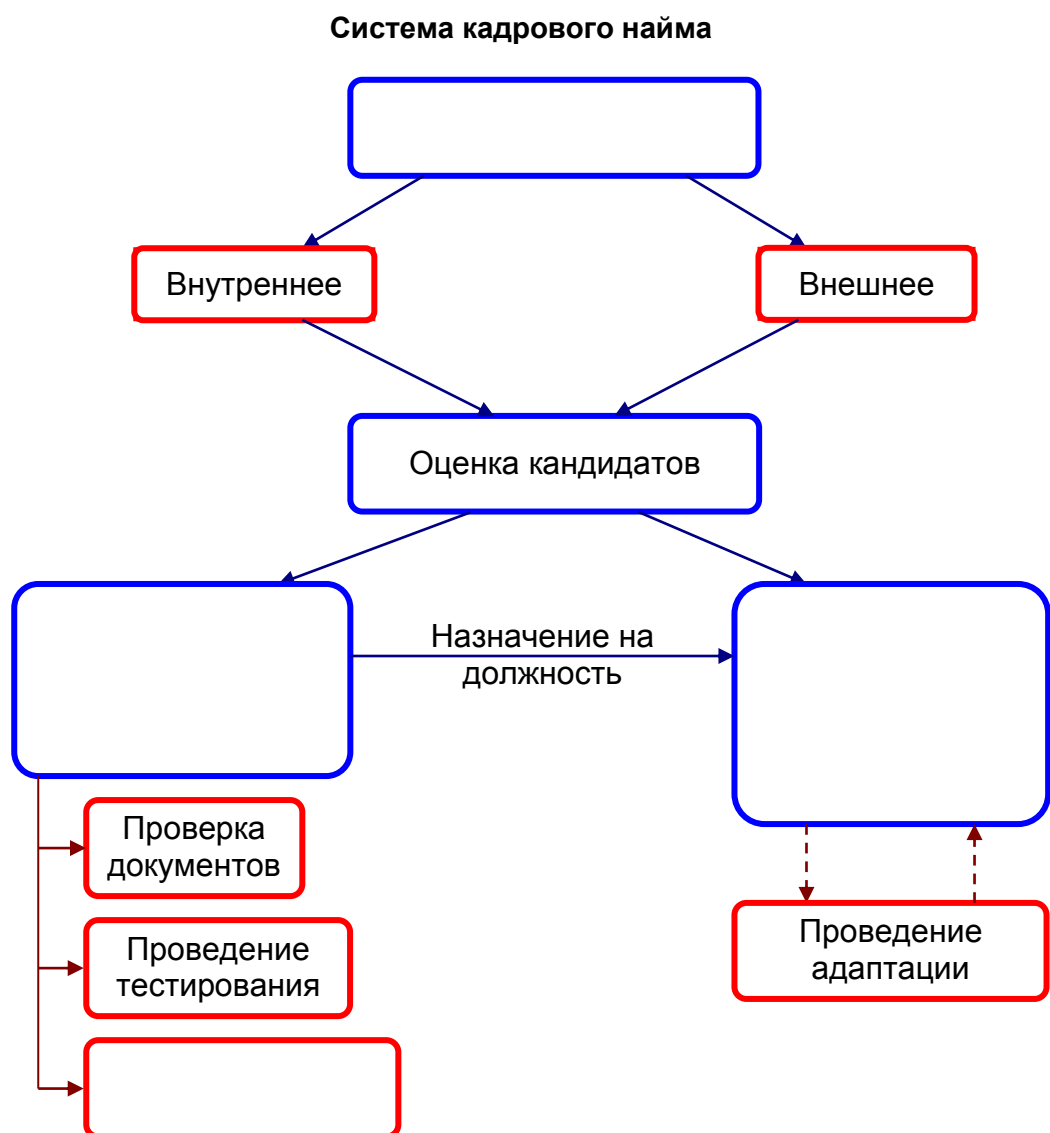 Система кадрового найма
Внутреннее
Внешнее
Оценка кандидатов
Назначение на
должность
Проверка
документов
Проведение
тестирования
Проведение
адаптации